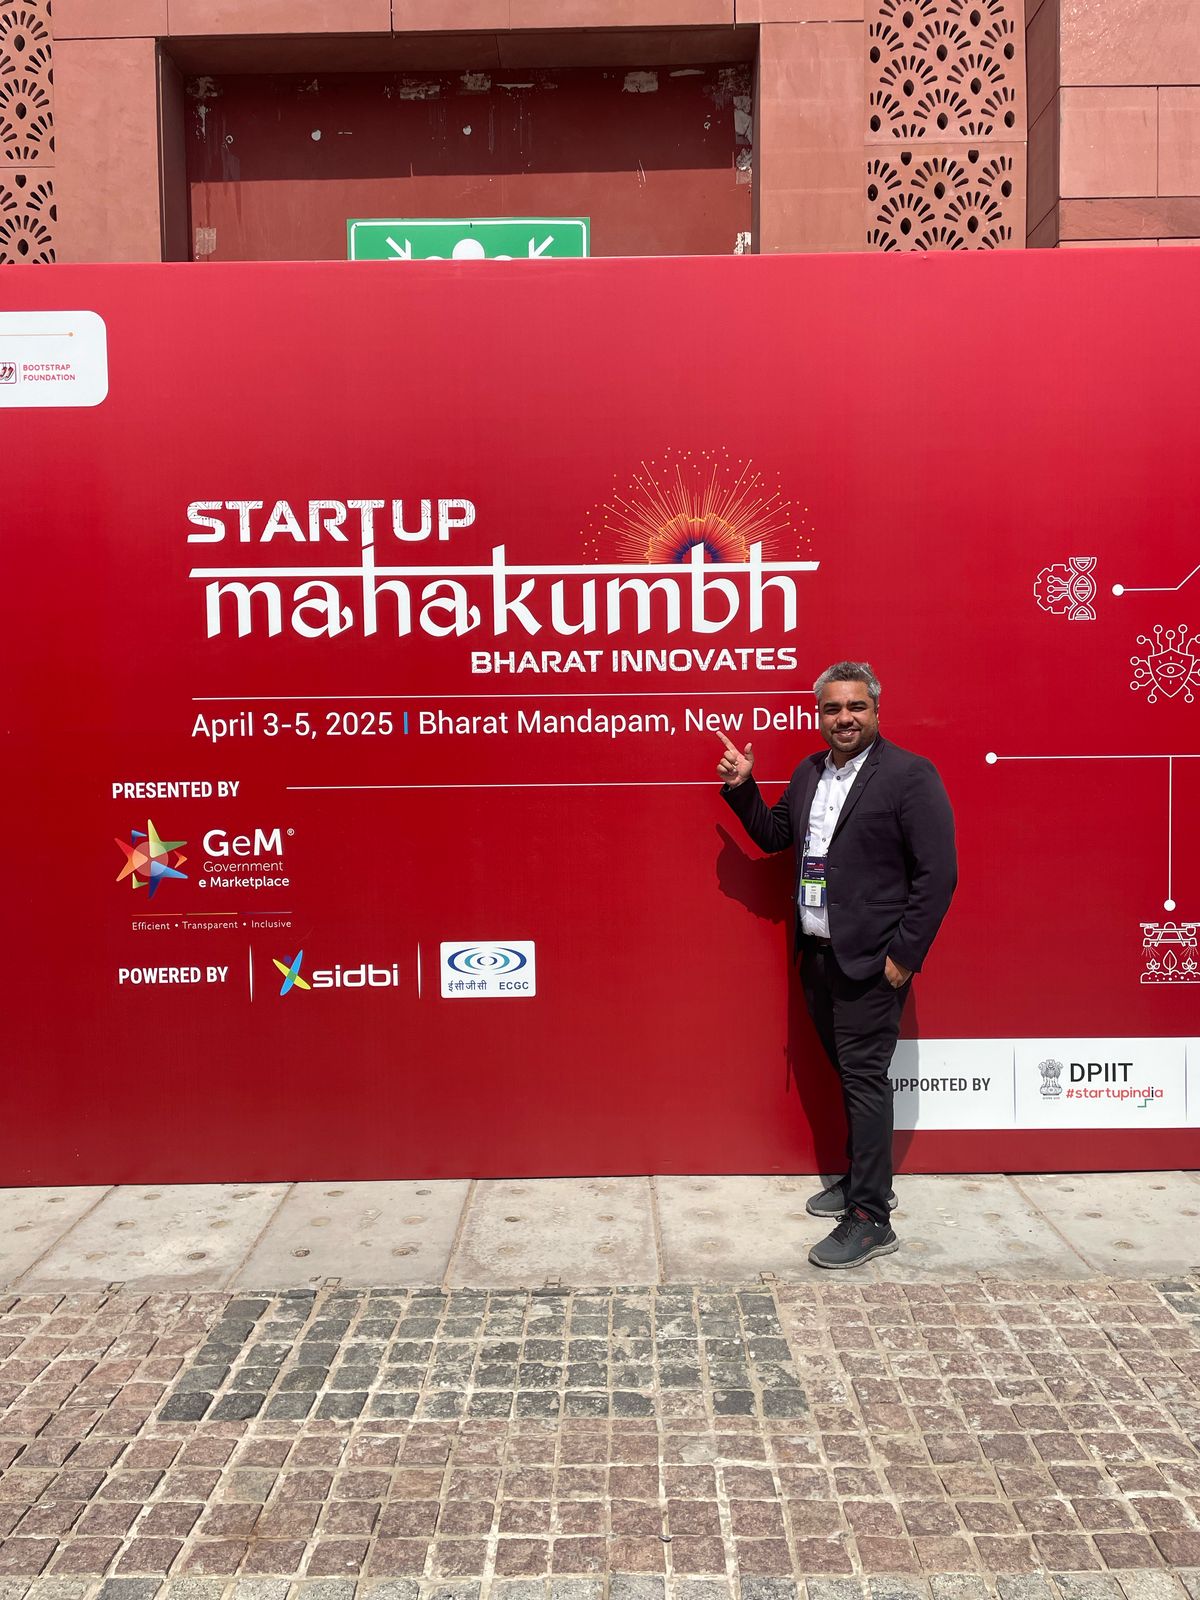 BOOTSTRAP
FOUNDATION
STARTUP
mahakumbh
BHARAT INNOVATES
April 3-5, 2025 | Bharat Mandapam, New Delhi
PRESENTED BY
GeM®
Government
e Marketplace
Efficient • Transparent • Inclusive
POWERED BY
sidbi
ईसीजीसी ECGC
UPPORTED BY
DPIIT
#startupindia